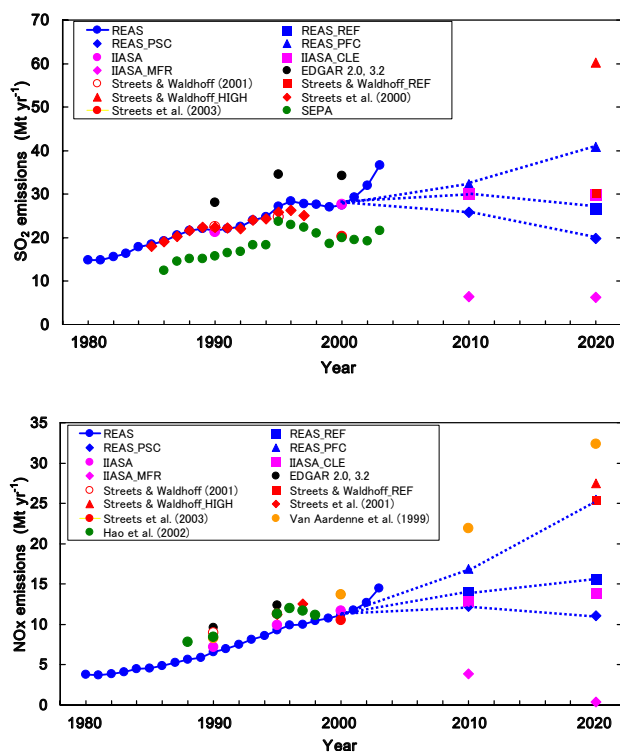 70
60
50
40
30
20
10
0
SO2 emissions (Mt yr-1)
REAS
REAS_REF
REAS_PSC
REAS_PFC
IIASA
IIASA_CLE
IIASA_MFR
EDGAR 2.0, 3.2
Streets & Waldhoff (2001)
Streets & Waldhoff_REF
Streets & Waldhoff_HIGH
Streets et al. (2000)
Streets et al. (2003)
SEPA
1980
1990
2000
2010
2020
Year
35
30
25
20
15
10
5
0
NOx emissions (Mt yr-1)
REAS
REAS_REF
REAS_PSC
REAS_PFC
IIASA
IIASA_CLE
IIASA_MFR
EDGAR 2.0, 3.2
Streets & Waldhoff (2001)
Streets & Waldhoff_REF
Streets & Waldhoff_HIGH
Streets et al. (2001)
Streets et al. (2003)
Van Aardenne et al. (1999)
Hao et al. (2002)
1980
1990
2000
2010
2020
Year